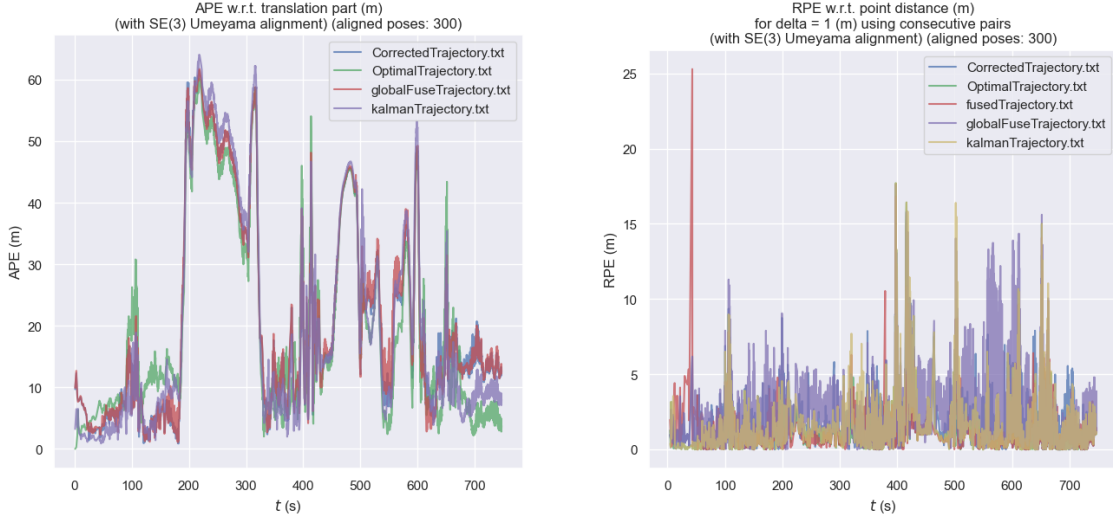 APE w.r.t. translation part (m)
(with SE(3) Umeyama alignment) (aligned poses: 300)
CorrectedTrajectory.txt
OptimalTrajectory.txt
globalFuseTrajectory.txt
kalmanTrajectory.txt
APE (m)
60
50
40
30
20
10
0
0
100
200
300
400
500
600
700
t (s)
RPE w.r.t. point distance (m)
for delta = 1 (m) using consecutive pairs
(with SE(3) Umeyama alignment) (aligned poses: 300)
CorrectedTrajectory.txt
OptimalTrajectory.txt
fusedTrajectory.txt
globalFuseTrajectory.txt
kalmanTrajectory.txt
RPE (m)
25
20
15
10
5
0
0
100
200
300
400
500
600
700
t (s)